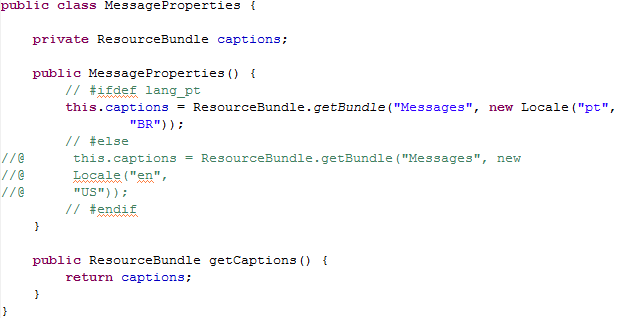 public class MessageProperties {
private ResourceBundle captions;
public MessageProperties() {
// #ifdef lang_pt
this.captions = ResourceBundle.getBundle("Messages", new Locale("pt",
"BR"));
// #else
//@ this.captions = ResourceBundle.getBundle("Messages", new
//@ Locale("en",
//@ "US"));
// #endif
}
public ResourceBundle getCaptions() {
return captions;
}
}